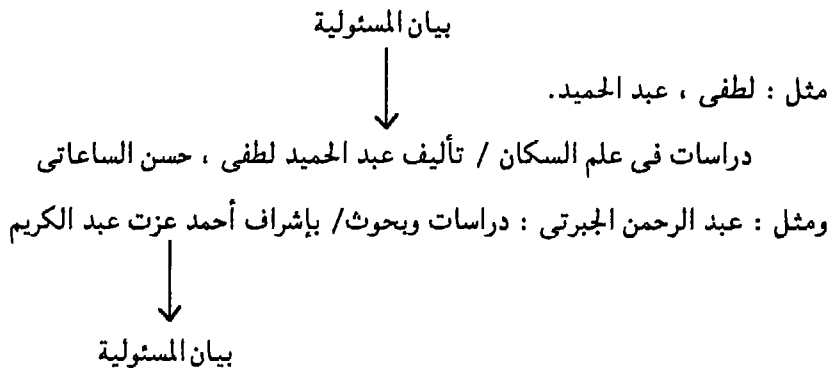 بيان المسئولية
مثل : لطفى ، عبد الحميد.
دراسات فى علم السكان / تأليف عبد الحميد لطفى ، حسن الساعاتى
ومثل : عبد الرحمن الجبرتى : دراسات وبحوث/ بإشراف أحمد عزت عبد الكريم
بيان المسئولية